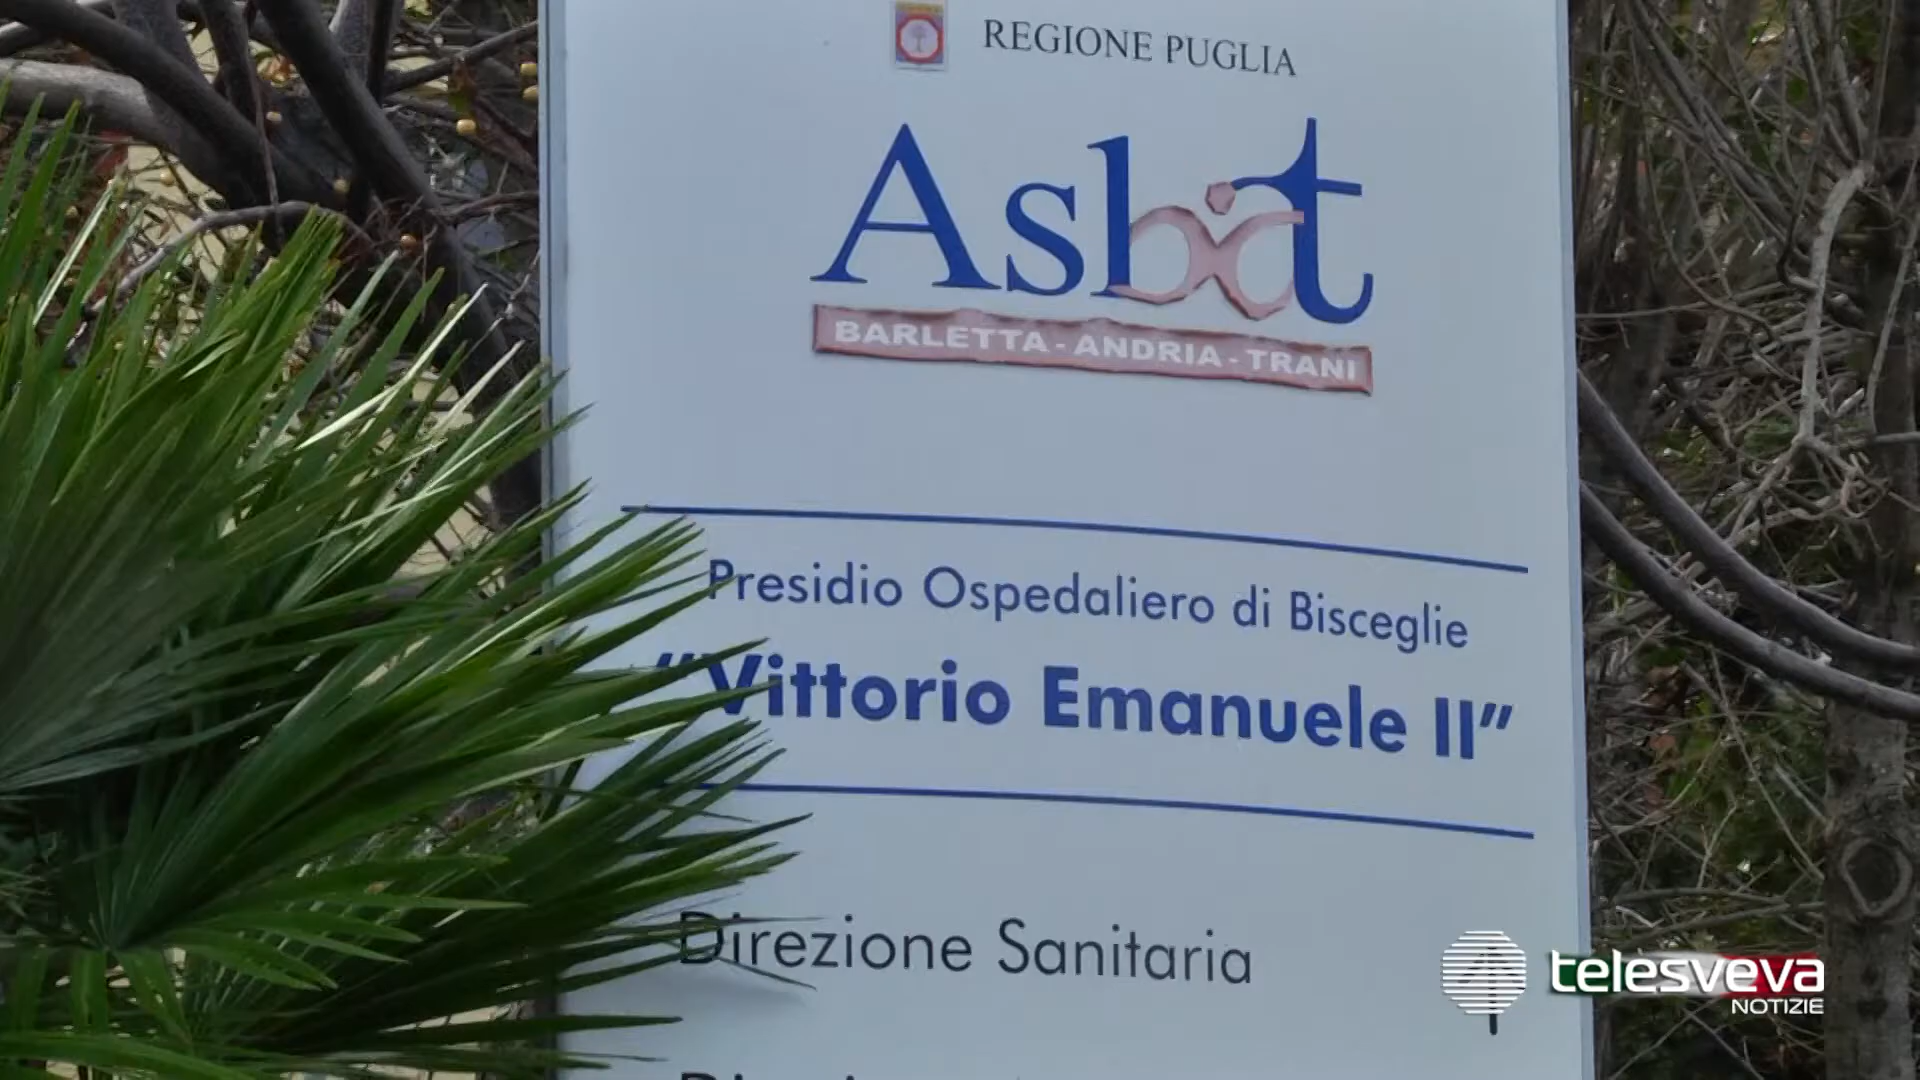 REGIONE PUGLIA
Asbat
BARLETTA - ANDRIA - TRANI
Presidio Ospedaliero di Bisceglie
“Vittorio Emanuele II”
Direzione Sanitaria
telesveva
NOTIZIE